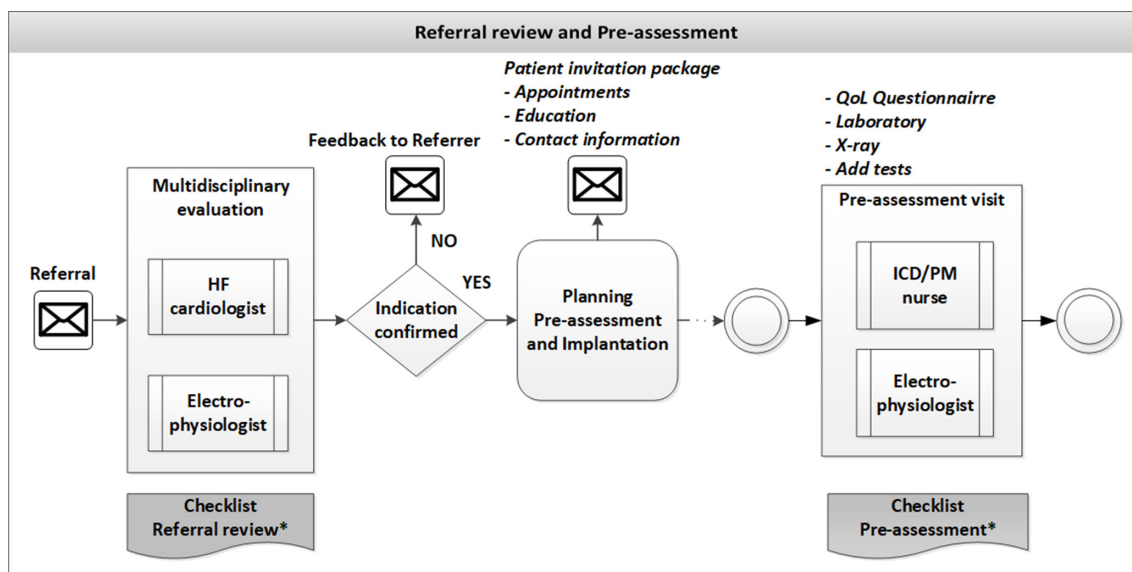 Referral review and Pre-assessment
Patient invitation package
- Appointments
- Education
- Contact information
- QoL Questionnairre
- Laboratory
- X-ray
- Add tests
Feedback to Referrer
Multidisciplinary
evaluation
Pre-assessment visit
NO
Referral
HF
cardiologist
YES
Indication
confirmed
Planning
Pre-assessment
and Implantation
ICD/PM
nurse
Electro-
physiologist
Electro-
physiologist
Checklist
Referral review*
Checklist
Pre-assessment*